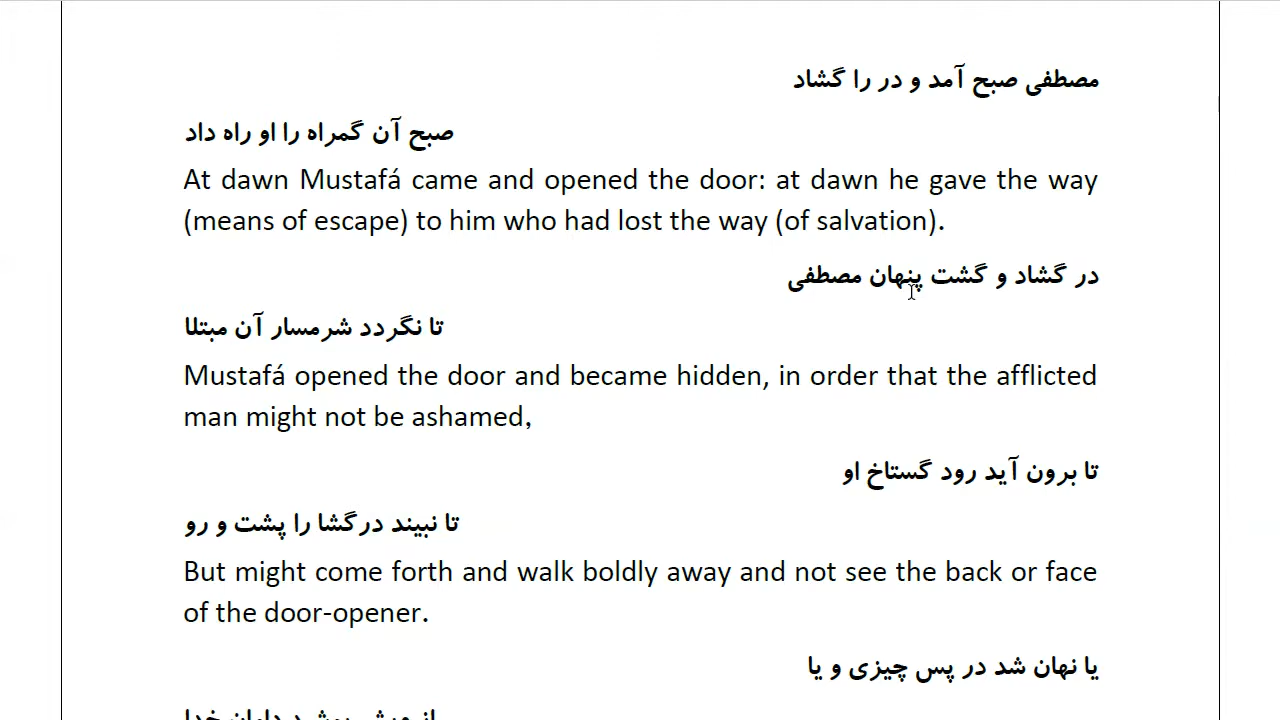 مصطفی صبح آمد و در را گشاد
صبح آن گمراه را او راه داد
At dawn Mustafá came and opened the door: at dawn he gave the way
(means of escape) to him who had lost the way (of salvation).
در گشاد و گشت پنهان مصطفی
تا نگردد شرمسار آن مبتلا
Mustafá opened the door and became hidden, in order that the afflicted
man might not be ashamed,
تا برون آید رود گستاخ او
تا نبیند درگشا را پشت و رو
But might come forth and walk boldly away and not see the back or face
of the door-opener.
یا نهان شد در پس چیزی و یا